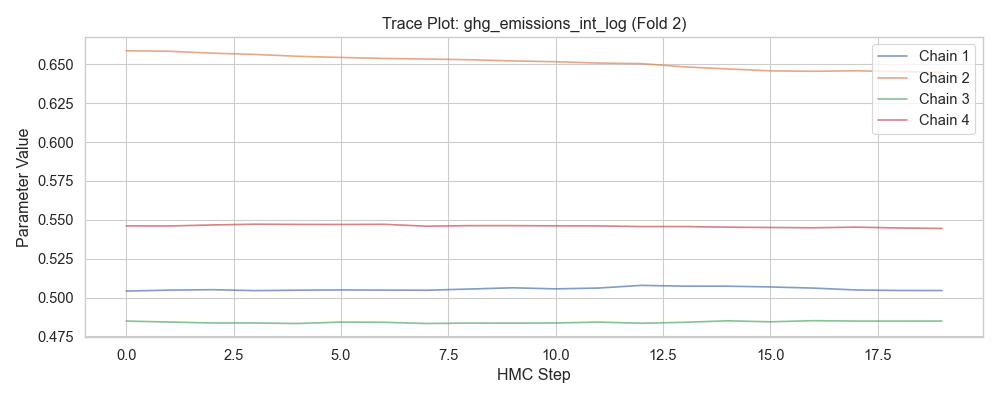 Trace Plot: ghg_emissions_int_log (Fold 2)
Parameter Value
0.650
0.625
0.600
0.575
0.550
0.525
0.500
0.475
Chain 1
Chain 2
Chain 3
Chain 4
0.0 2.5 5.0 7.5 10.0 12.5 15.0 17.5
HMC Step